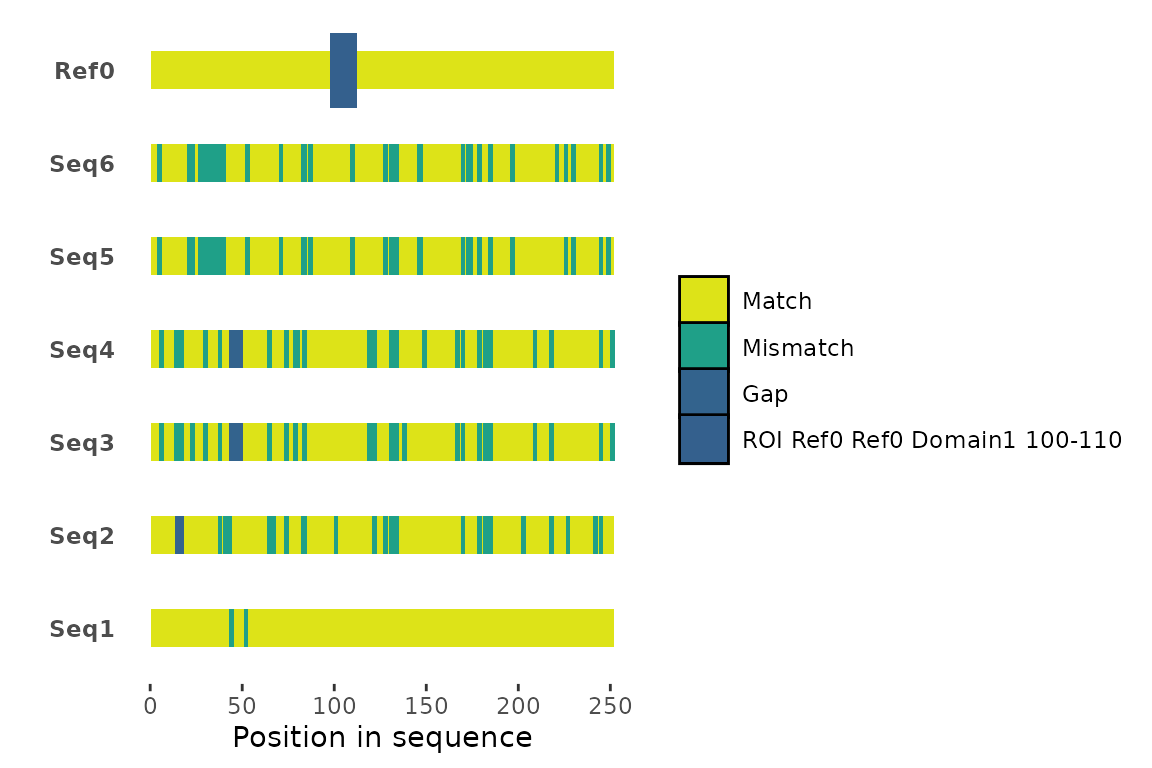 Ref0
Seq6
Seq5
Seq4
Seq3
Seq2
Seq1
0 50 100 150 200 250
Position in sequence
Match
Mismatch
Gap
ROI Ref0 Ref0 Domain1 100-110